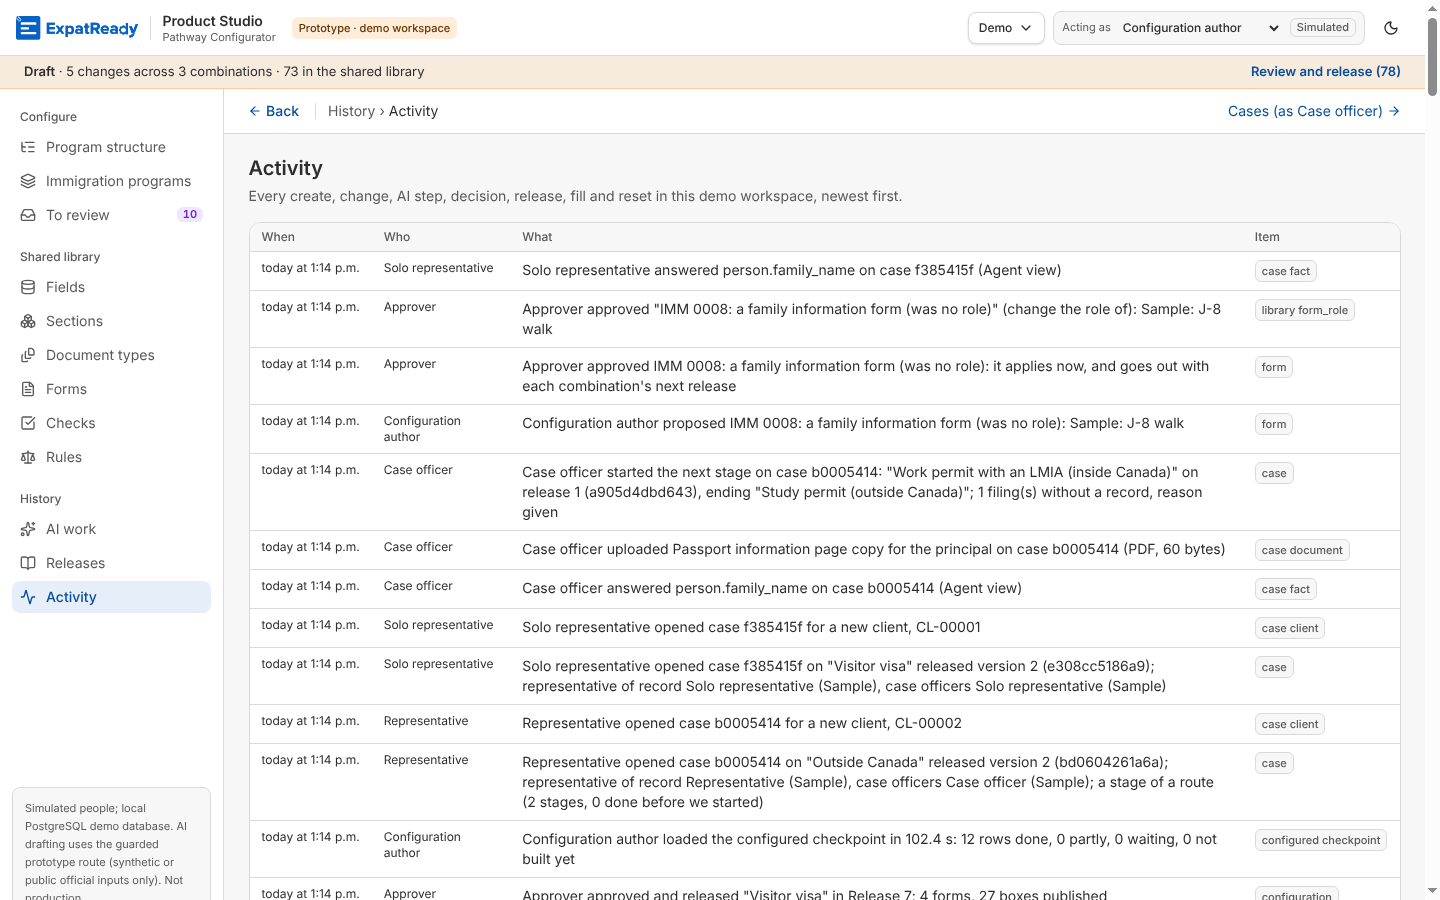 ExpatReady
Product Studio
Pathway Configurator
Prototype · demo workspace
Demo
Acting as
Configuration author
Simulated
Draft · 5 changes across 3 combinations · 73 in the shared library
Review and release (78)
Configure
Program structure
Immigration programs
To review
10
Shared library
Fields
Sections
Document types
Forms
Checks
Rules
History
AI work
Releases
Activity
Simulated people; local
PostgreSQL demo database. AI
drafting uses the guarded
prototype route (synthetic or
public official inputs only). Not
production.
← Back
History › Activity
Cases (as Case officer) →
Activity
Every create, change, AI step, decision, release, fill and reset in this demo workspace, newest first.
When
Who
What
Item
today at 1:14 p.m.
Solo representative
Solo representative answered person.family_name on case f385415f (Agent view)
case fact
today at 1:14 p.m.
Approver
Approver approved "IMM 0008: a family information form (was no role)" (change the role of): Sample: J-8
walk
library form_role
today at 1:14 p.m.
Approver
Approver approved IMM 0008: a family information form (was no role): it applies now, and goes out with
each combination's next release
form
today at 1:14 p.m.
Configuration
author
Configuration author proposed IMM 0008: a family information form (was no role): Sample: J-8 walk
form
today at 1:14 p.m.
Case officer
Case officer started the next stage on case b0005414: "Work permit with an LMIA (inside Canada)" on
release 1 (a905d4dbd643), ending "Study permit (outside Canada)"; 1 filing(s) without a record, reason
given
case
today at 1:14 p.m.
Case officer
Case officer uploaded Passport information page copy for the principal on case b0005414 (PDF, 60 bytes)
case document
today at 1:14 p.m.
Case officer
Case officer answered person.family_name on case b0005414 (Agent view)
case fact
today at 1:14 p.m.
Solo representative
Solo representative opened case f385415f for a new client, CL-00001
case client
today at 1:14 p.m.
Solo representative
Solo representative opened case f385415f on "Visitor visa" released version 2 (e308cc5186a9);
representative of record Solo representative (Sample), case officers Solo representative (Sample)
case
today at 1:14 p.m.
Representative
Representative opened case b0005414 for a new client, CL-00002
case client
today at 1:14 p.m.
Representative
Representative opened case b0005414 on "Outside Canada" released version 2 (bd0604261a6a);
representative of record Representative (Sample), case officers Case officer (Sample); a stage of a route
(2 stages, 0 done before we started)
case
today at 1:14 p.m.
Configuration
author
Configuration author loaded the configured checkpoint in 102.4 s: 12 rows done, 0 partly, 0 waiting, 0 not
built yet
configured checkpoint
today at 1:14 p.m.
Approver
Approver approved and released "Visitor visa" in Release 7: 4 forms, 27 boxes published
configuration